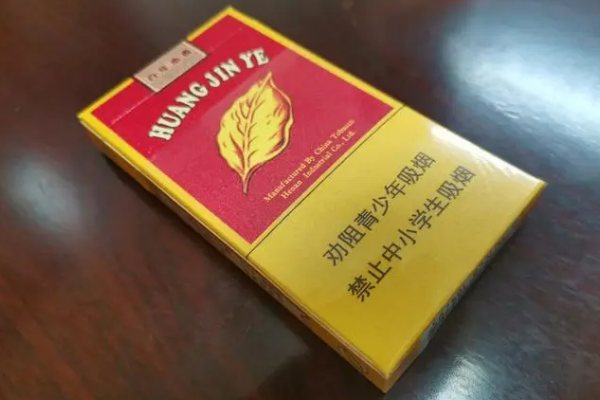 HUANG JIN YE
Manufactured By China Tobacco
Henan Industrial Co., Ltd.
劝阻青少年吸烟
禁止中小学生吸烟